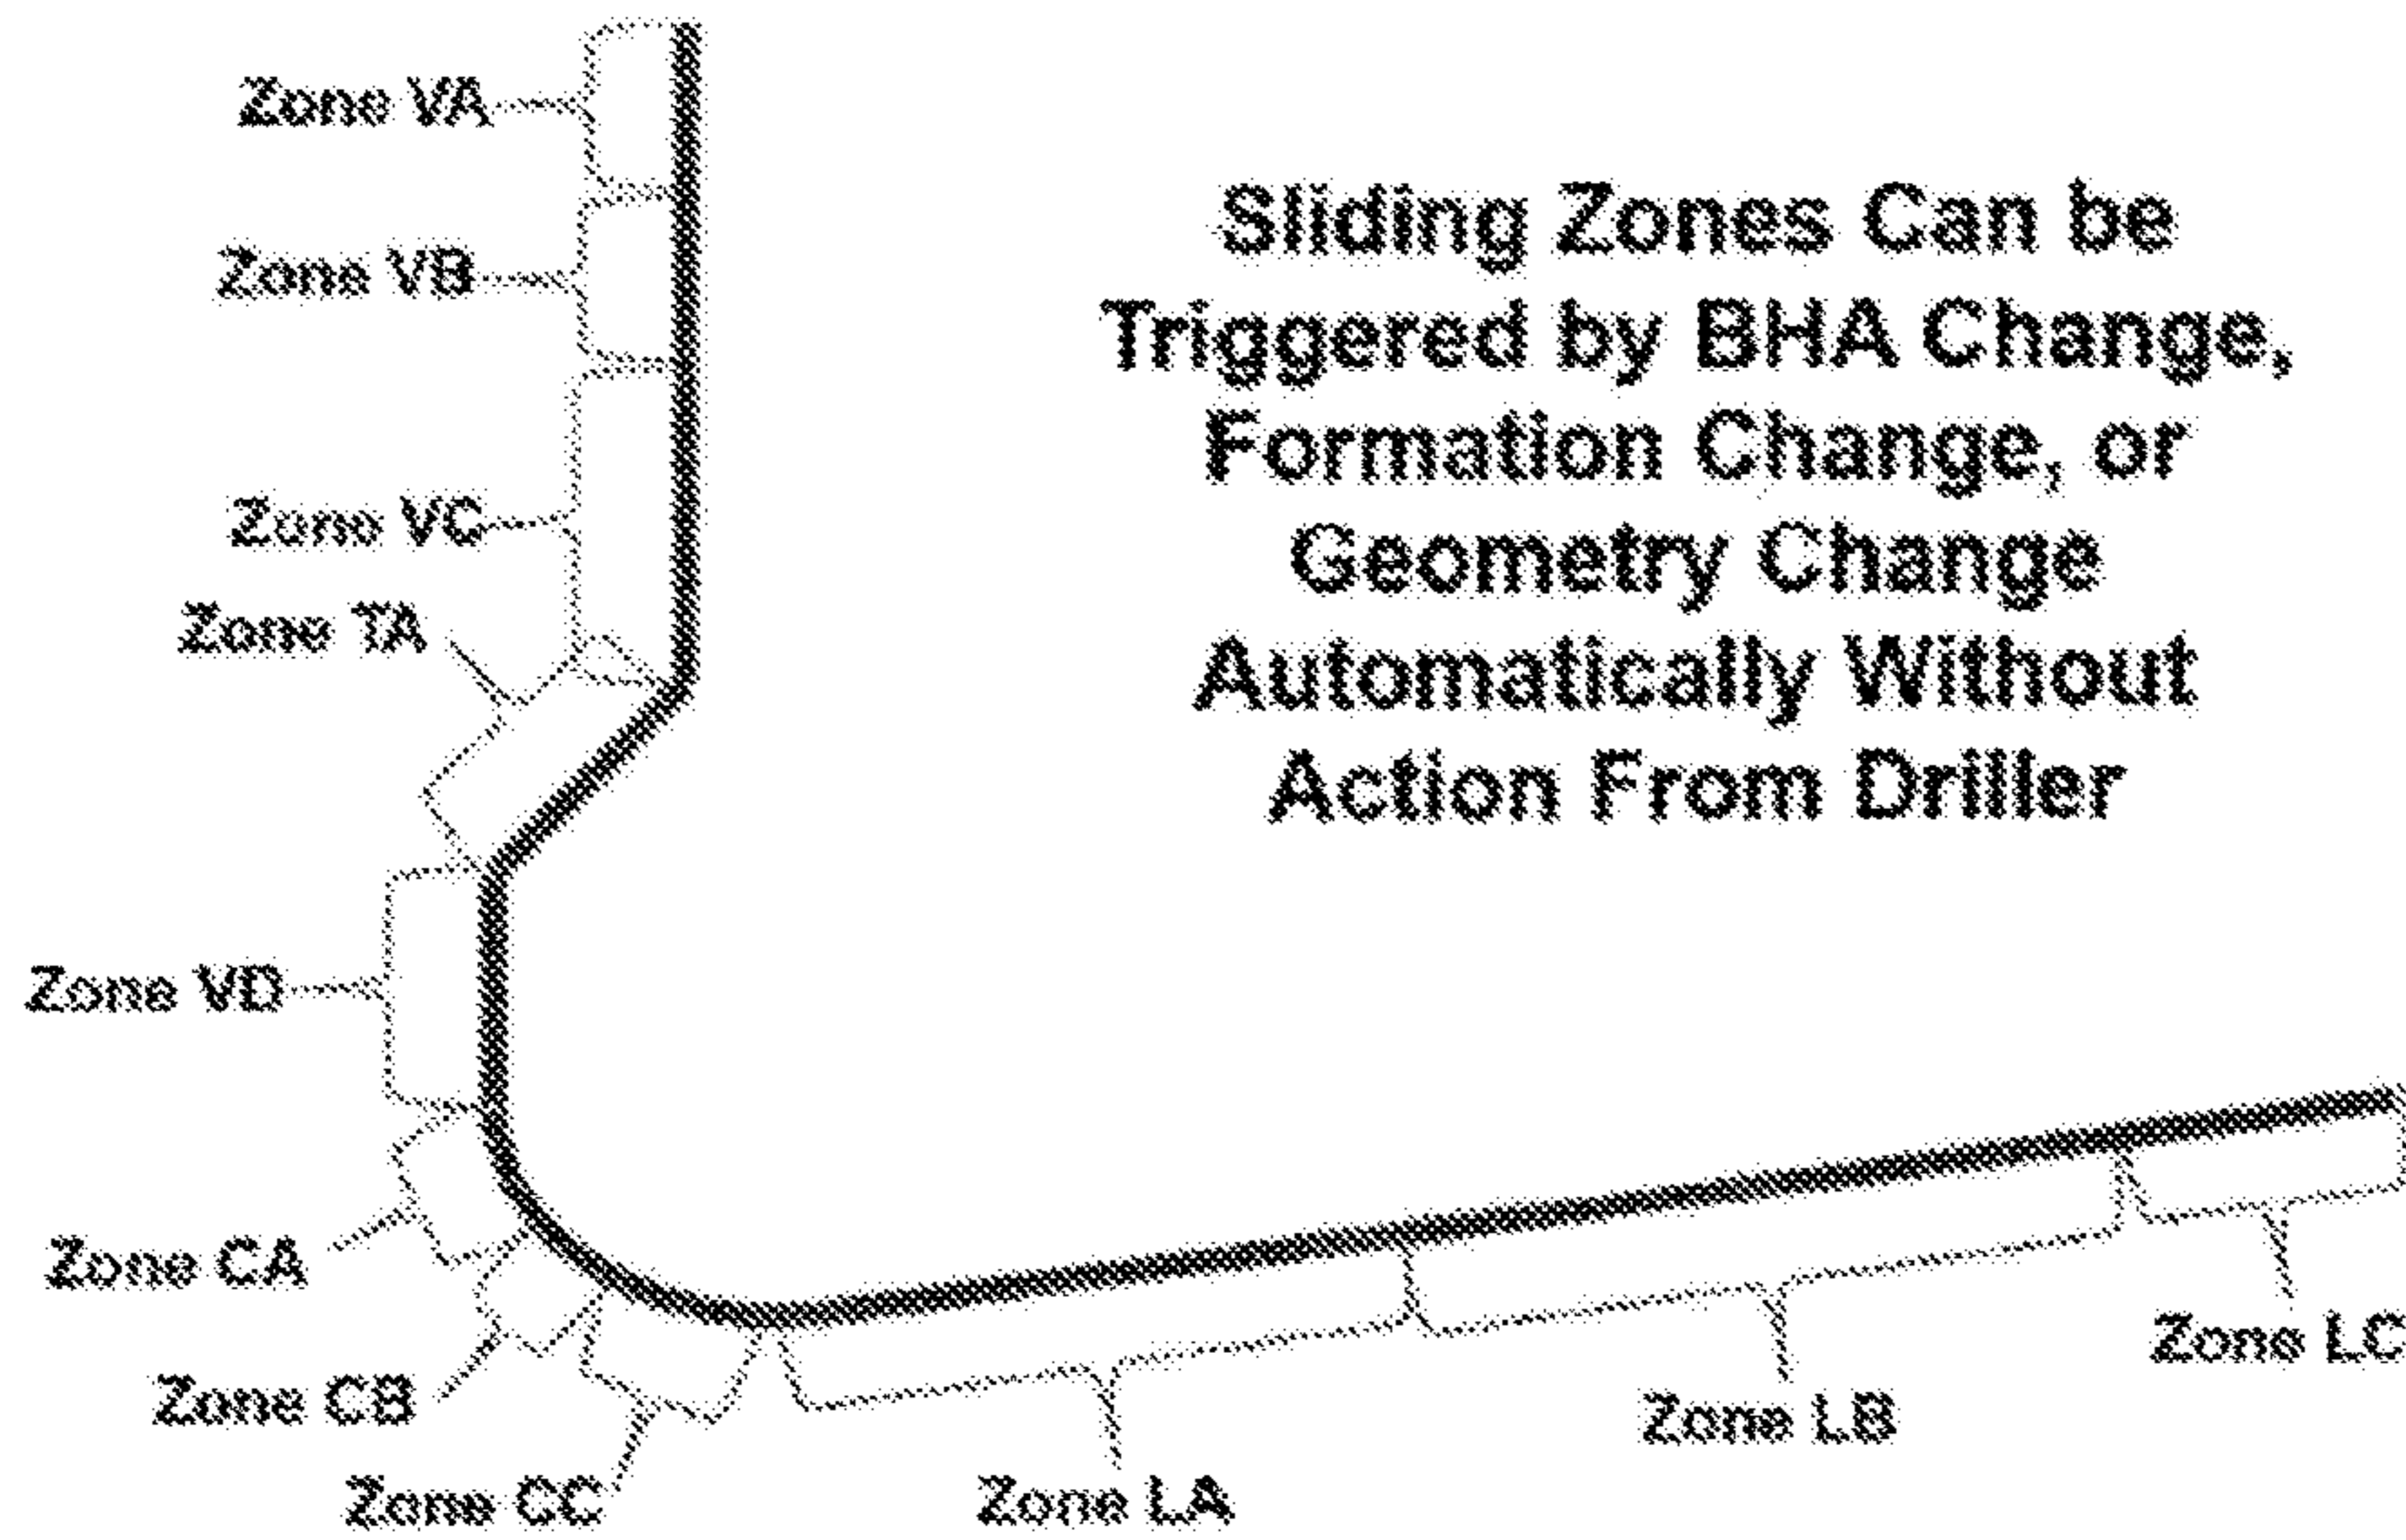 Zone VA
Zone VB
Zone VC
Zone TA
Zone VD
Zone CA
Zone CB
Zone CC
Zone LA
Zone LB
Zone LC
Sliding Zones Can be
Triggered by BHA Change,
Formation Change, or
Geometry Change
Automatically Without
Action From Driller